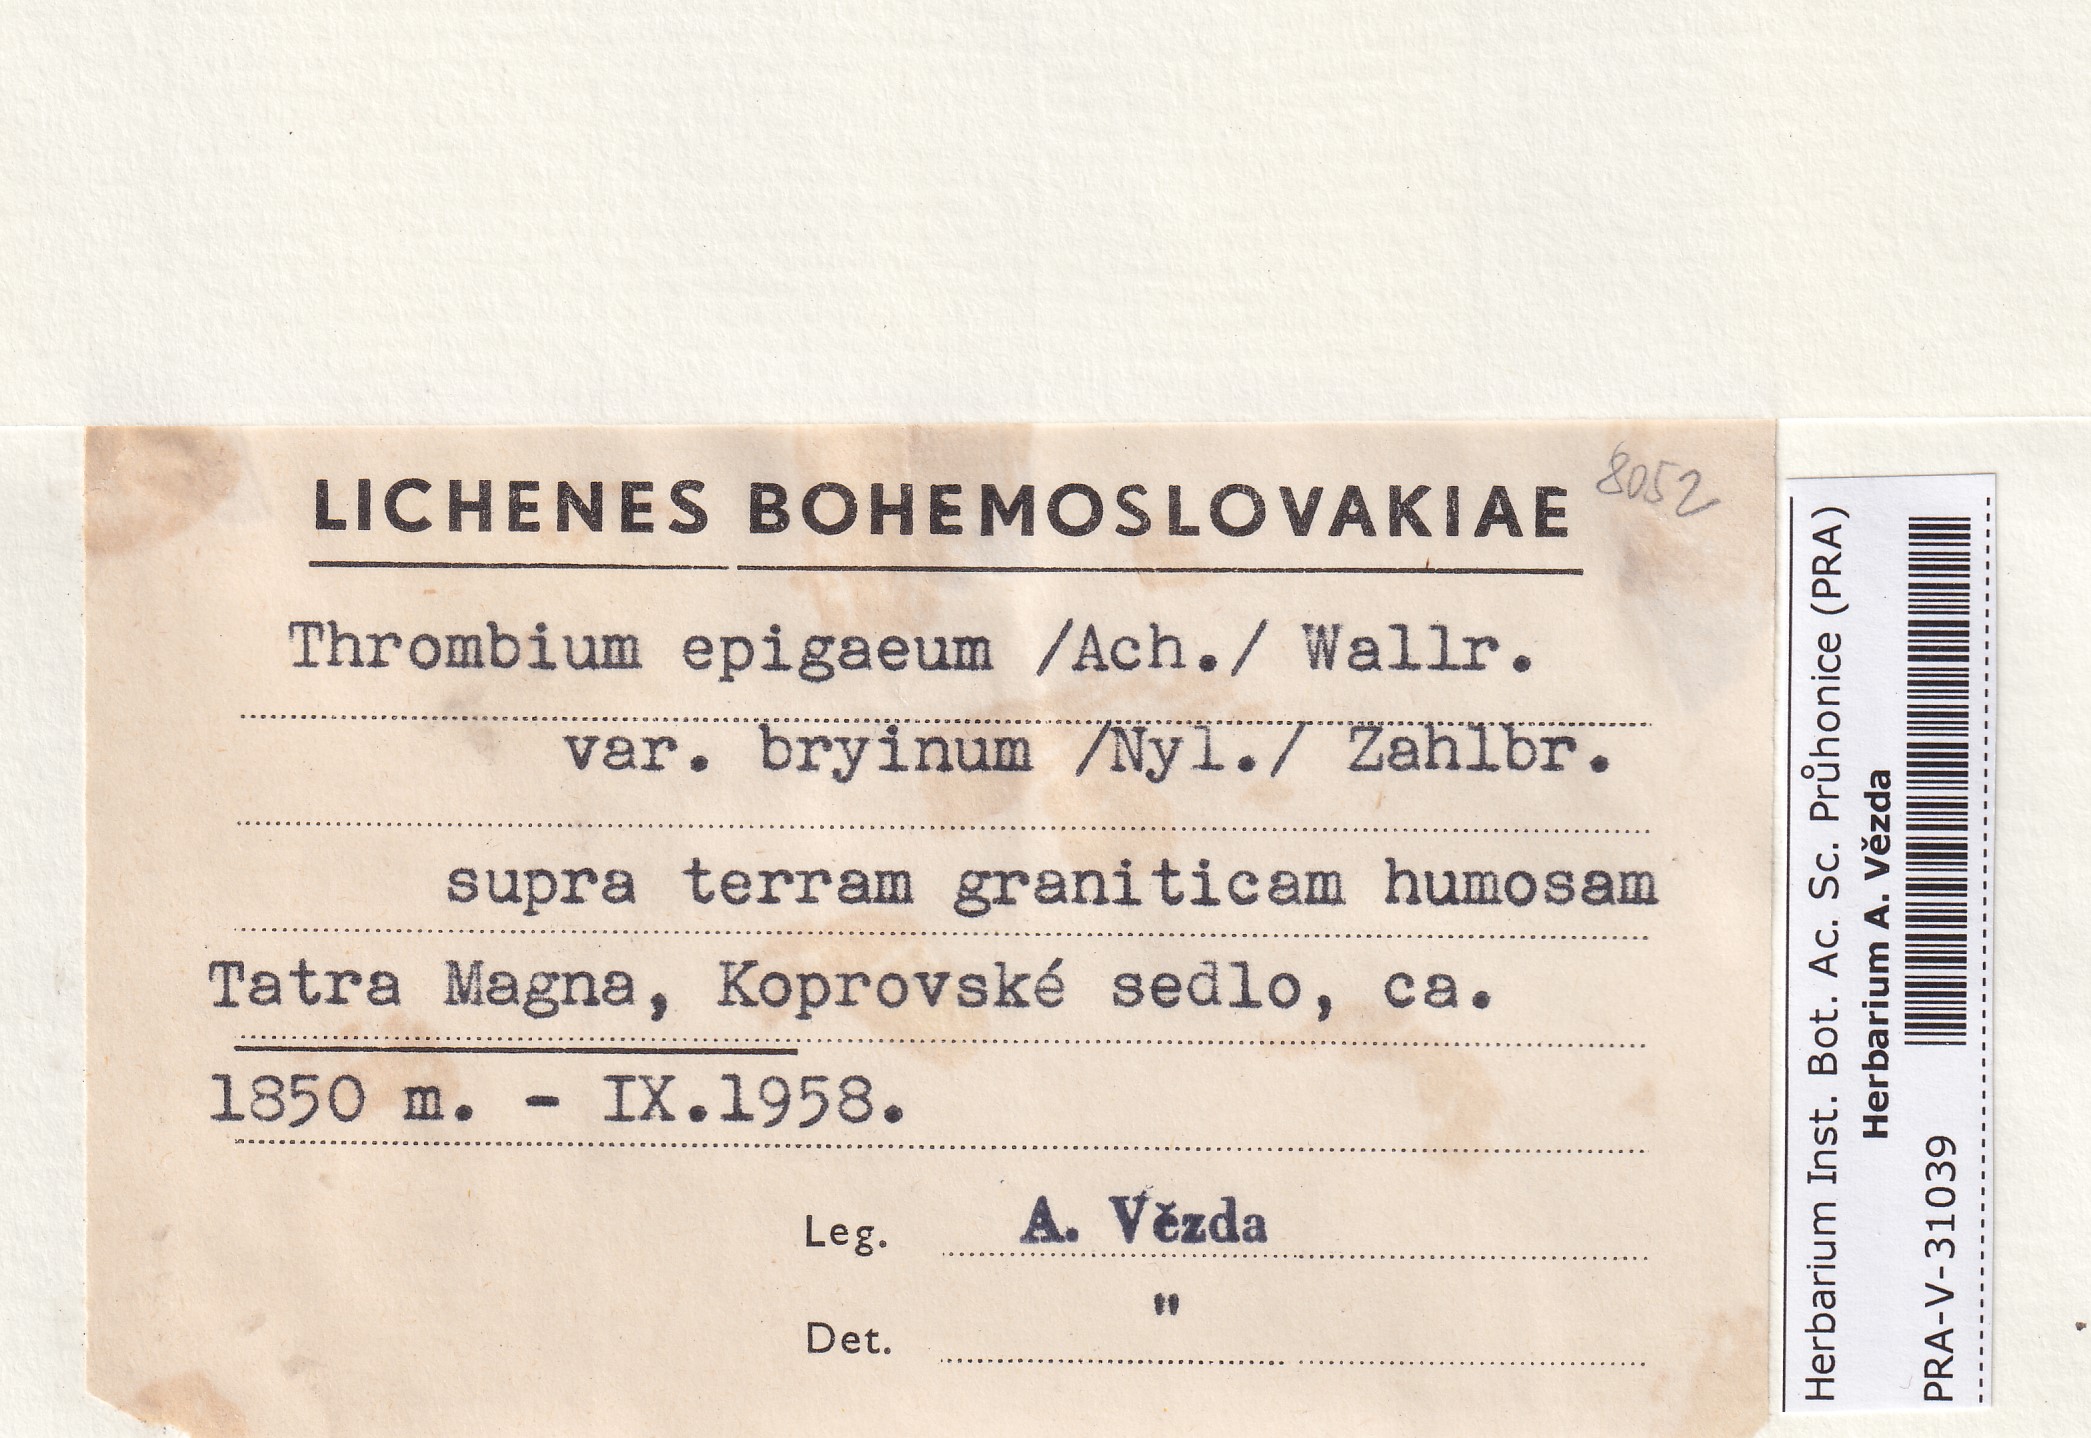 LICHENES BOHEMOSLOVAKIAE
8052
Thrombium epigaeum /Ach./ Wallr.
var. bryinum /Nyl./ Zahlbr.
supra terram graniticam humosam
Tatra Magna, Koprovské sedlo, ca.
1850 m. - IX.1958.
Leg. A. Vězda
Det. "
Herbarium Inst. Bot. Ac. Sc. Průhonice (PRA)
Herbarium A. Vězda
PRA-V-31039